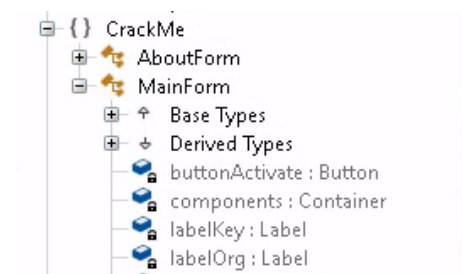 {} CrackMe
AboutForm
MainForm
Base Types
Derived Types
buttonActivate : Button
components : Container
labelKey : Label
labelOrg : Label